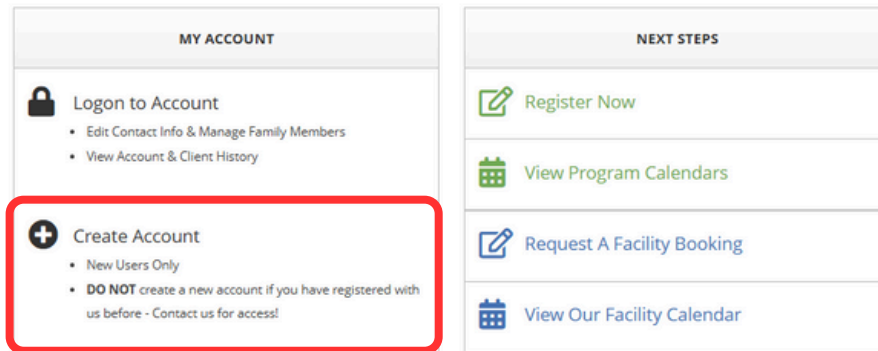 MY ACCOUNT
Logon to Account
• Edit Contact Info & Manage Family Members
• View Account & Client History
Create Account
• New Users Only
• DO NOT create a new account if you have registered with
us before - Contact us for access!
NEXT STEPS
Register Now
View Program Calendars
Request A Facility Booking
View Our Facility Calendar